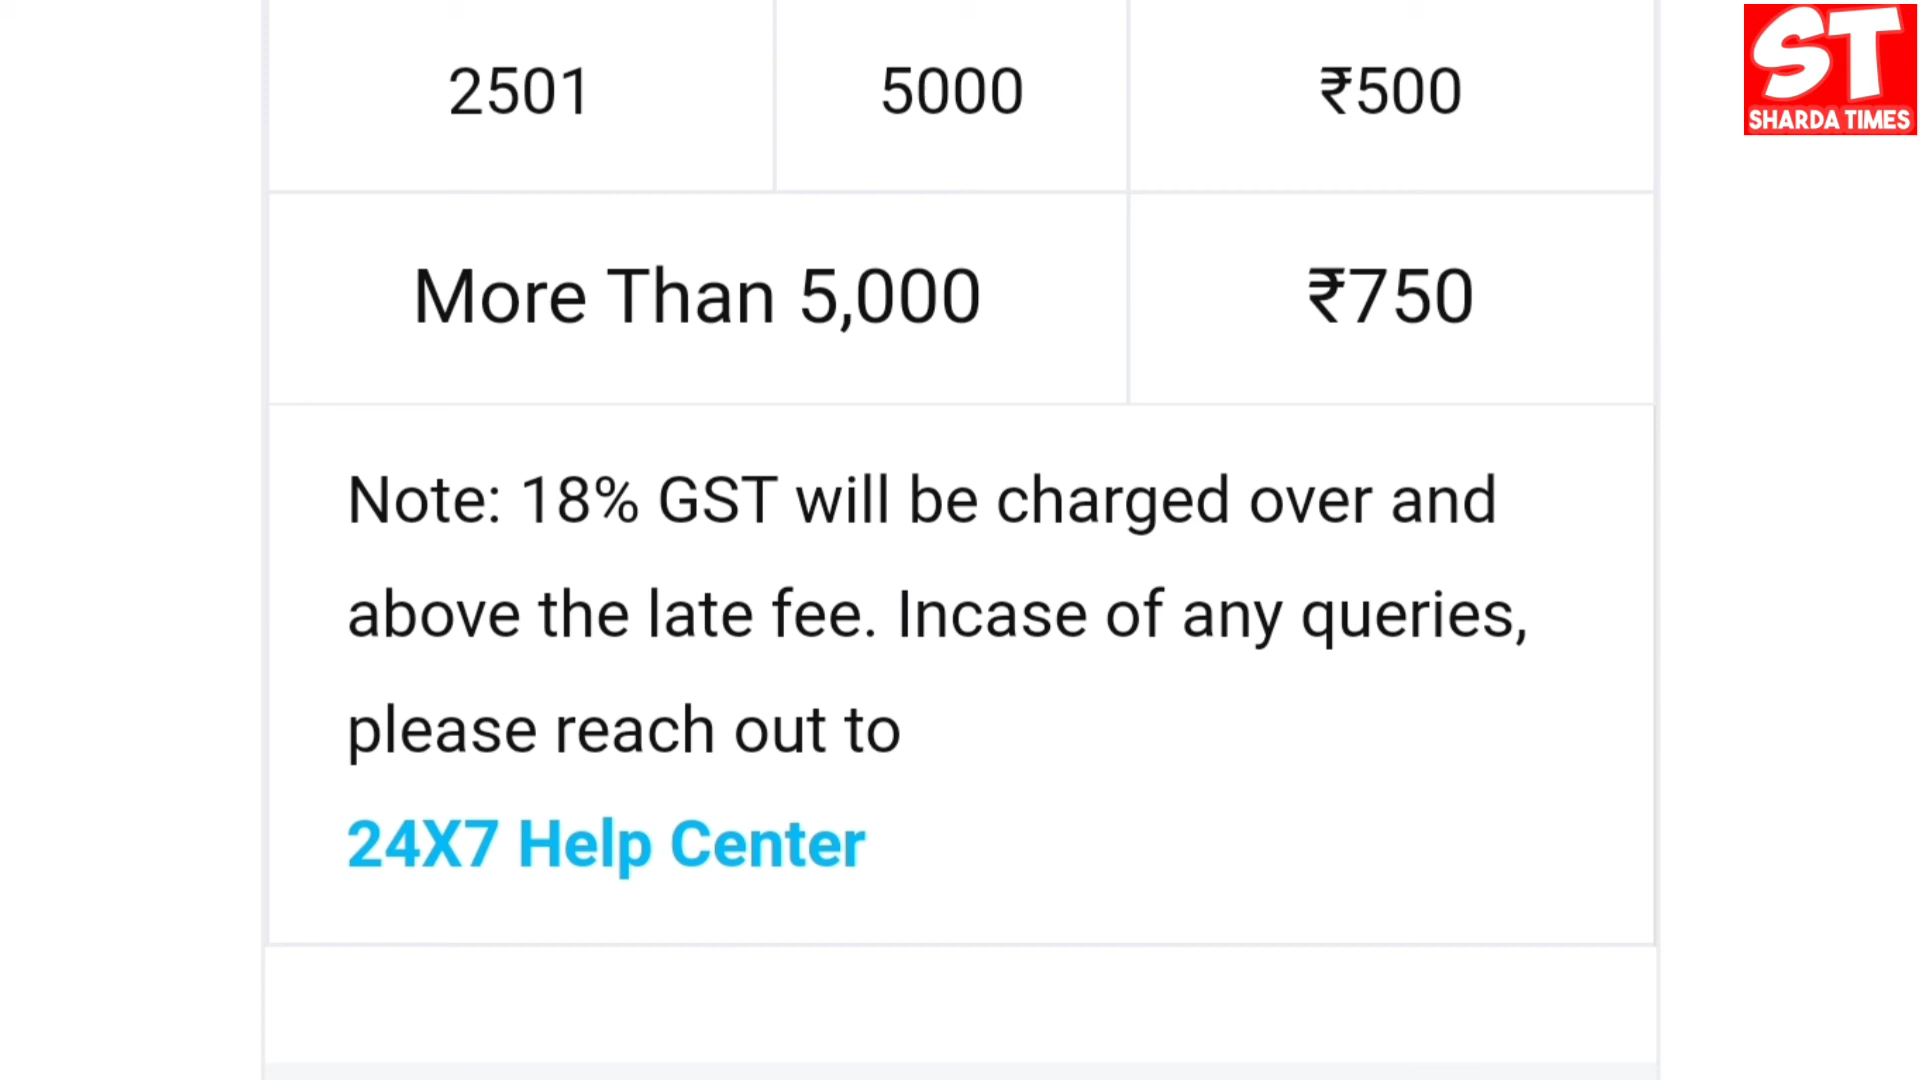 2501 5000 ₹500
More Than 5,000 ₹750
Note: 18% GST will be charged over and
above the late fee. Incase of any queries,
please reach out to
24X7 Help Center
ST
SHARDA TIMES